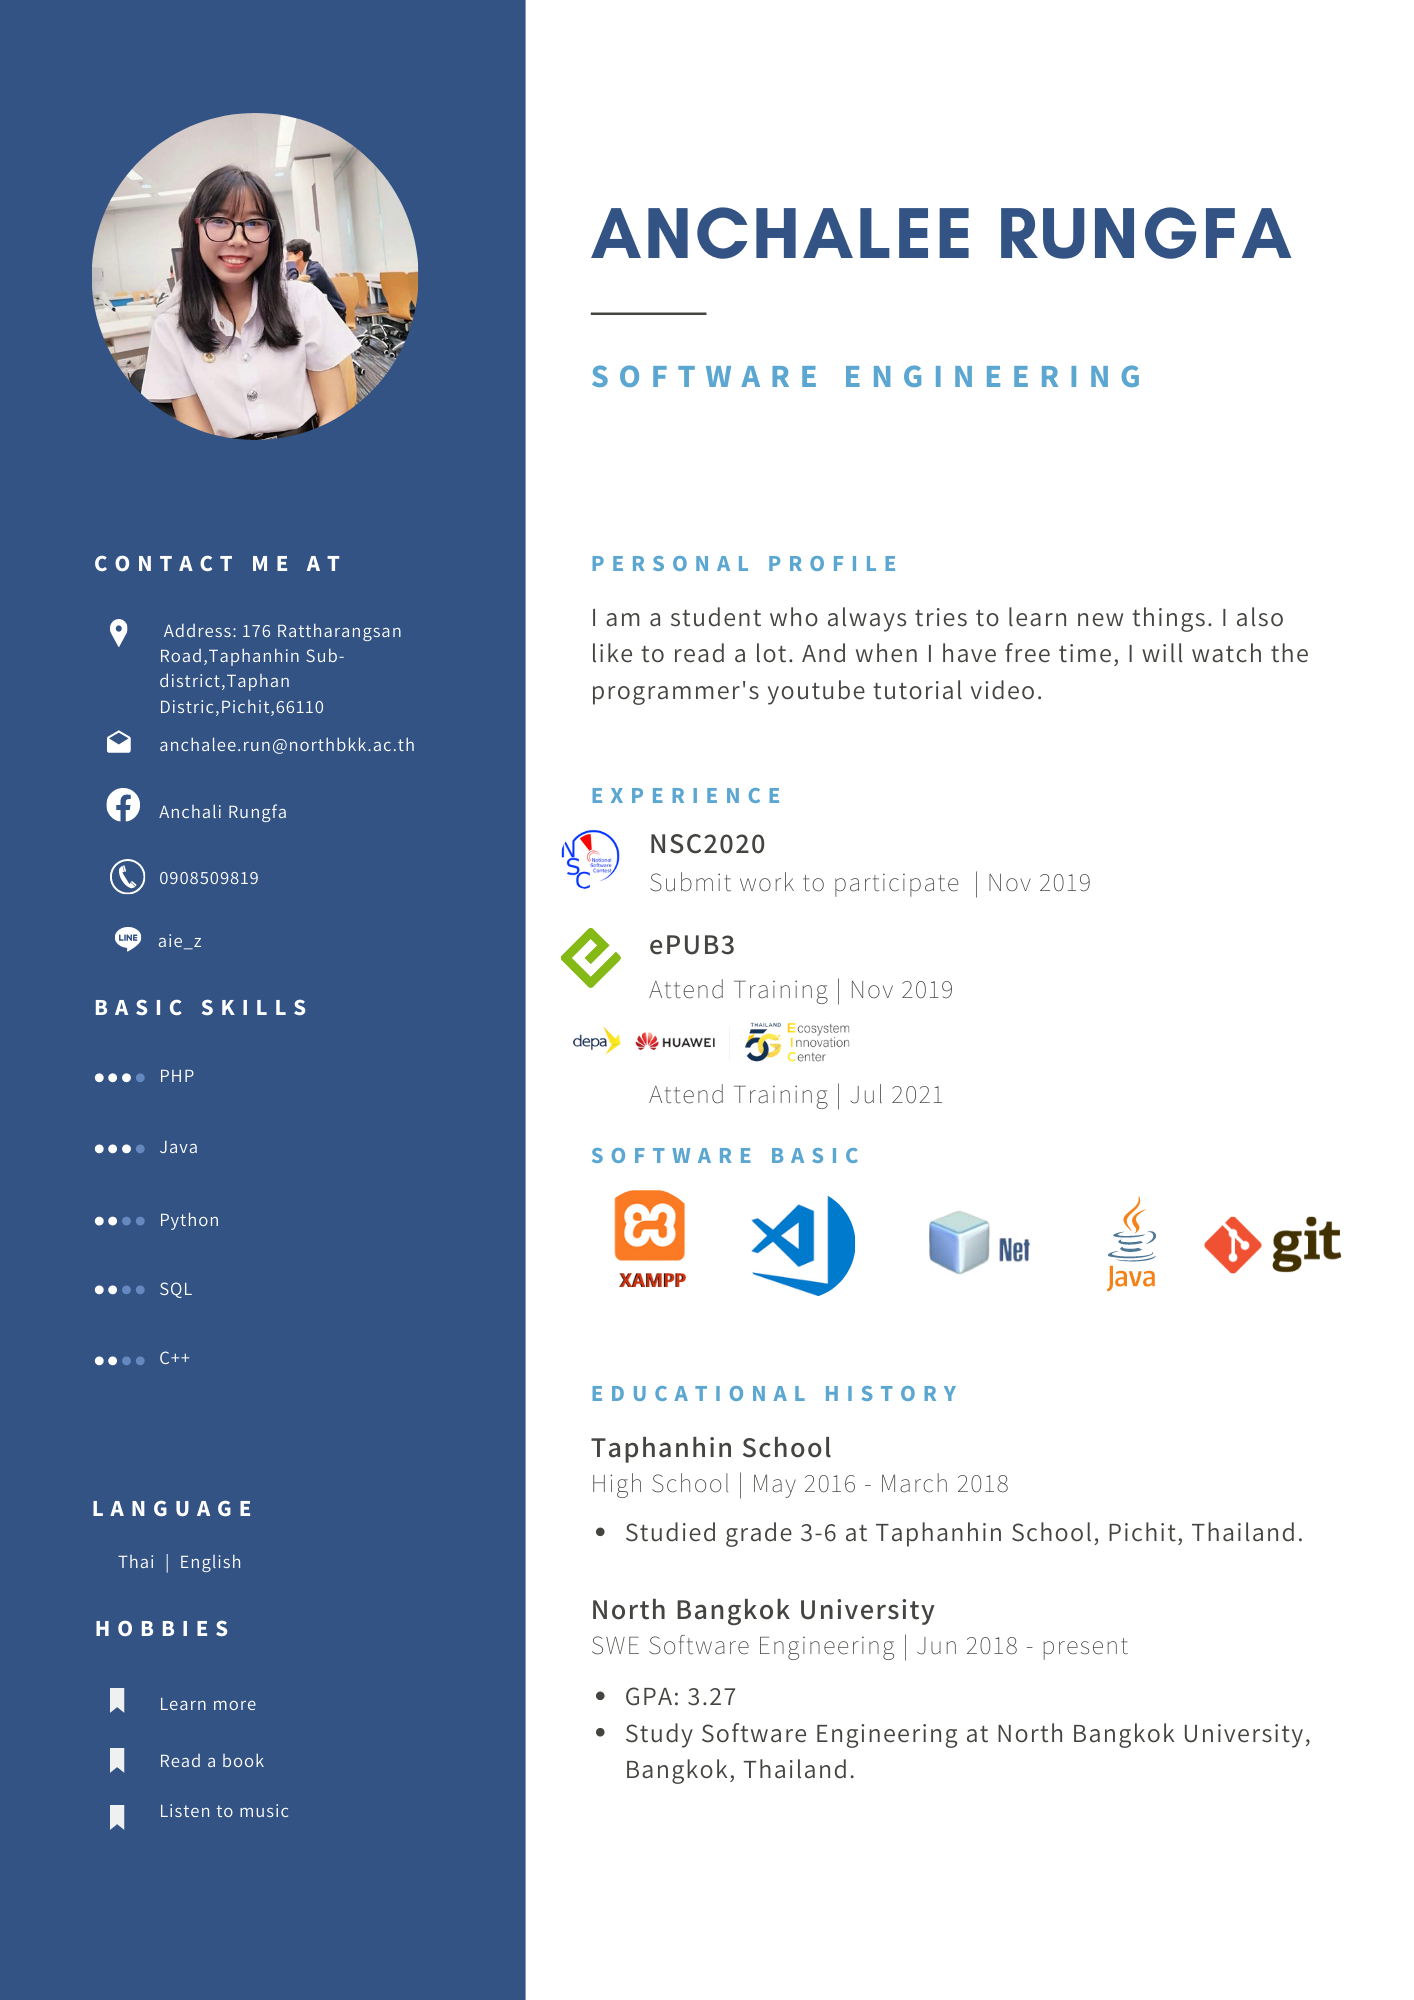 ANCHALEE RUNGFA
SOFTWARE ENGINEERING
CONTACT ME AT
Address: 176 Rattharangsan
Road,Taphanhin Sub-
district,Taphan
Distric,Pichit,66110
anchalee.run@northbkk.ac.th
Anchali Rungfa
0908509819
LINE
aie_z
BASIC SKILLS
PHP
Java
Python
SQL
C++
LANGUAGE
Thai | English
HOBBIES
Learn more
Read a book
Listen to music
PERSONAL PROFILE
I am a student who always tries to learn new things. I also
like to read a lot. And when I have free time, I will watch the
programmer's youtube tutorial video.
EXPERIENCE
NSC
National
Software
Contest
NSC2020
Submit work to participate | Nov 2019
ePUB3
Attend Training | Nov 2019
depa
HUAWEI
THAILAND
5G
Ecosystem
Innovation
Center
Attend Training | Jul 2021
SOFTWARE BASIC
XAMPP
Net
Java
git
EDUCATIONAL HISTORY
Taphanhin School
High School | May 2016 - March 2018
• Studied grade 3-6 at Taphanhin School, Pichit, Thailand.
North Bangkok University
SWE Software Engineering | Jun 2018 - present
• GPA: 3.27
• Study Software Engineering at North Bangkok University,
Bangkok, Thailand.